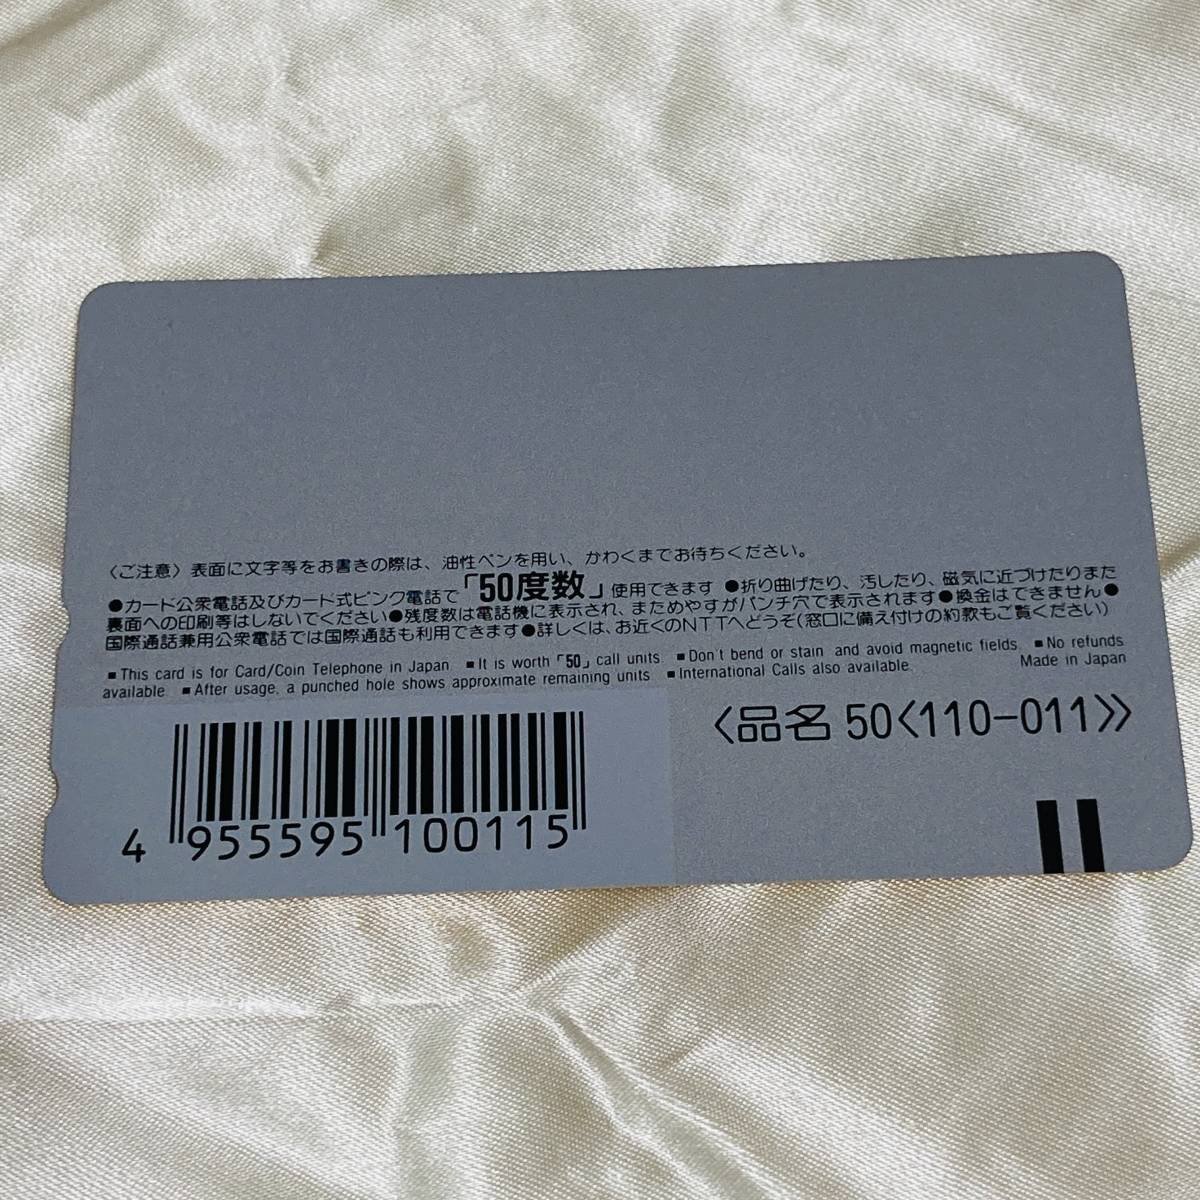 〈ご注意〉表面に文字等をお書きの際は、油性ペンを用い、かわくまでお待ちください。
●カード公衆電話及びカード式ピンク電話で「50度数」使用できます ●折り曲げたり、汚したり、磁気に近づけたりまた
裏面への印刷等はしないでください●残度数は電話機に表示され、まためやすがパンチ穴で表示されます●換金はできません●
国際通話兼用公衆電話では国際通話も利用できます●詳しくは、お近くのNTTへどうぞ(窓口に備え付けの約款もご覧ください)
■This card is for Card/Coin Telephone in Japan ■It is worth「50」call units ■Don't bend or stain and avoid magnetic fields ■No refunds
available ■After usage, a punched hole shows approximate remaining units ■International Calls also available. Made in Japan
〈品名 50〈110-011〉〉
4 955595 100115